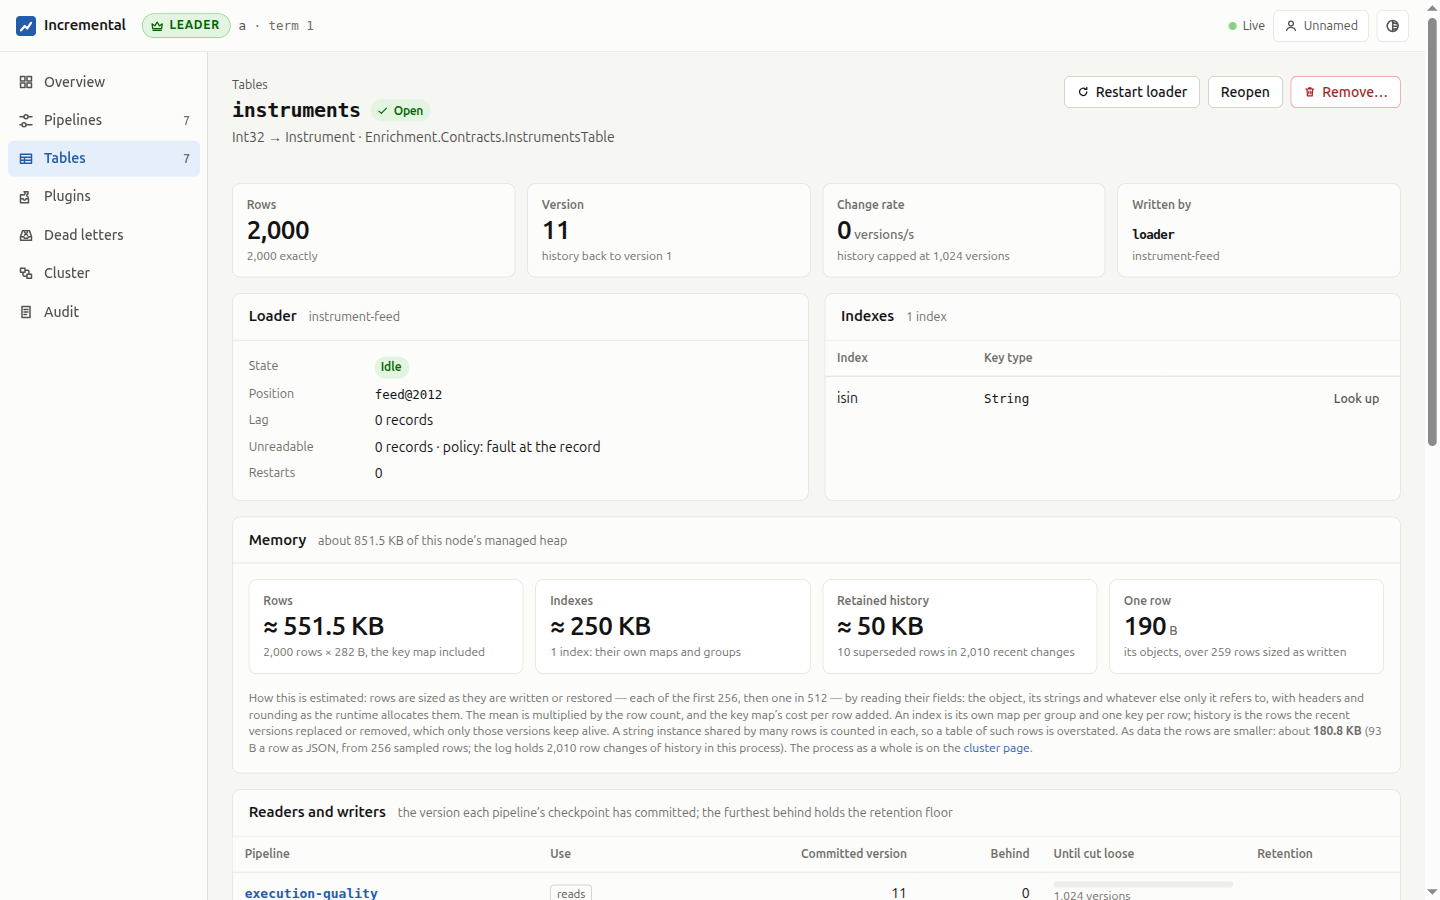 Incremental
LEADER
a · term 1
Live
Unnamed
Overview
Pipelines 7
Tables 7
Plugins
Dead letters
Cluster
Audit
Tables
instruments
Open
Int32 → Instrument · Enrichment.Contracts.InstrumentsTable
Restart loader
Reopen
Remove…
Rows
2,000
2,000 exactly
Version
11
history back to version 1
Change rate
0 versions/s
history capped at 1,024 versions
Written by
loader
instrument-feed
Loader instrument-feed
State Idle
Position feed@2012
Lag 0 records
Unreadable 0 records · policy: fault at the record
Restarts 0
Indexes 1 index
Index Key type
isin String Look up
Memory about 851.5 KB of this node's managed heap
Rows
≈ 551.5 KB
2,000 rows × 282 B, the key map included
Indexes
≈ 250 KB
1 index: their own maps and groups
Retained history
≈ 50 KB
10 superseded rows in 2,010 recent changes
One row
190 B
its objects, over 259 rows sized as written
How this is estimated: rows are sized as they are written or restored — each of the first 256, then one in 512 — by reading their fields: the object, its strings and whatever else only it refers to, with headers and
rounding as the runtime allocates them. The mean is multiplied by the row count, and the key map's cost per row added. An index is its own map per group and one key per row; history is the rows the recent
versions replaced or removed, which only those versions keep alive. A string instance shared by many rows is counted in each, so a table of such rows is overstated. As data the rows are smaller: about 180.8 KB (93
B a row as JSON, from 256 sampled rows; the log holds 2,010 row changes of history in this process). The process as a whole is on the cluster page.
Readers and writers the version each pipeline's checkpoint has committed; the furthest behind holds the retention floor
Pipeline Use Committed version Behind Until cut loose Retention
execution-quality reads 11 0
1,024 versions